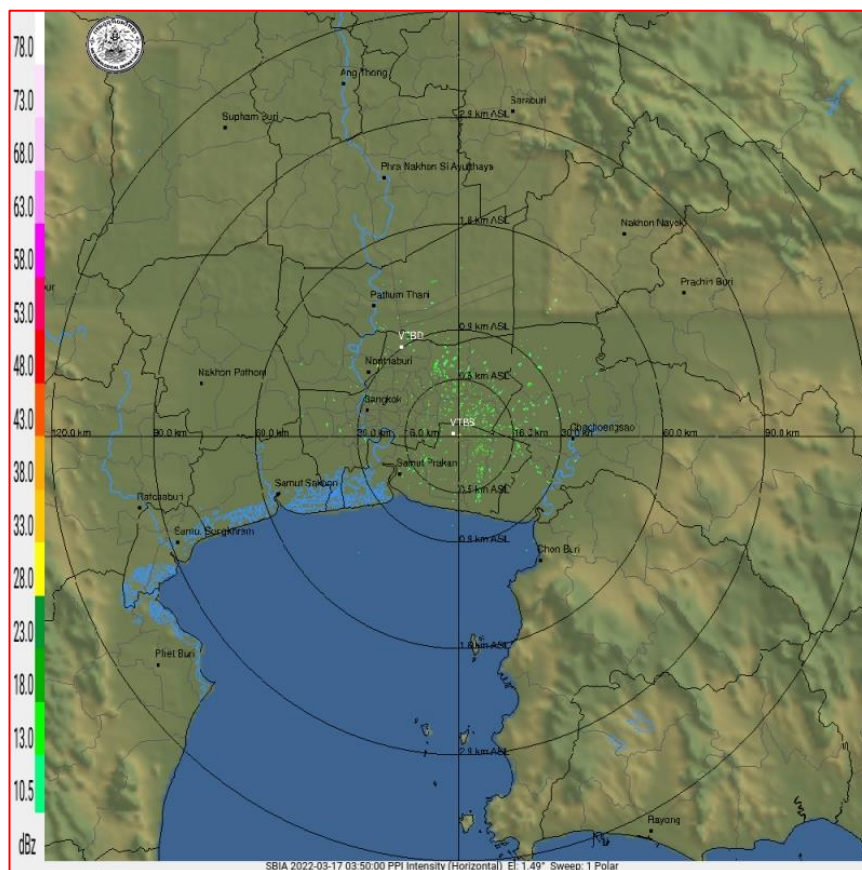 78.0
73.0
68.0
63.0
58.0
53.0
48.0
43.0
38.0
33.0
28.0
23.0
18.0
13.0
10.5
dBz
Ang Thong
Saraburi
Suphan Buri
2.9 km ASL
Phra Nakhon Si Ayutthaya
1.8 km ASL
Nakhon Nayok
Prachin Buri
Pathum Thani
0.9 km ASL
VTBD
Nonthaburi
Nakhon Pathom
0.5 km ASL
Bangkok
VTBS
Chachoengsao
120.0 km
90.0 km
60.0 km
30.0 km
16.2 km
60.0 km
90.0 km
Samut Prakan
Samut Sakhon
0.5 km ASL
Ratchaburi
Samut Songkhram
0.9 km ASL
Chon Buri
1.8 km ASL
Phet Buri
2.9 km ASL
Rayong
SBIA 2022-03-17 03:50:00 PPI Intensity (Horizontal) El: 1.49° Sweep: 1 Polar